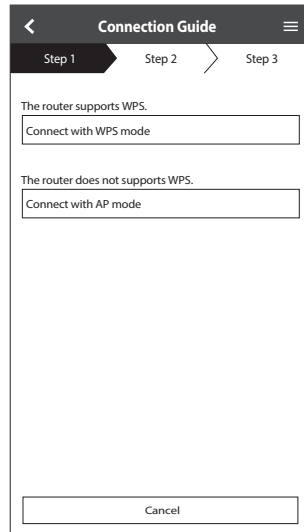 Connection Guide
Step 1 Step 2 Step 3
The router supports WPS.
Connect with WPS mode
The router does not supports WPS.
Connect with AP mode
Cancel